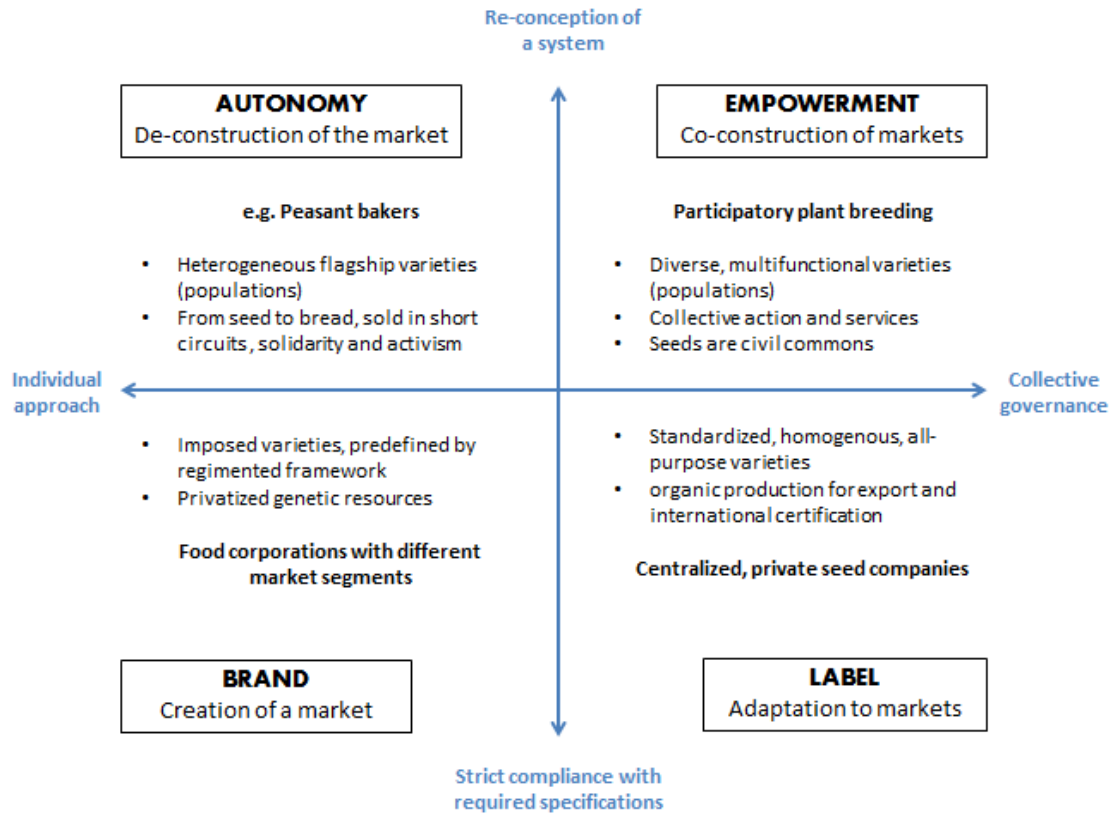 Re-conception of
a system
AUTONOMY
De-construction of the market
EMPOWERMENT
Co-construction of markets
e.g. Peasant bakers
• Heterogeneous flagship varieties
(populations)
• From seed to bread, sold in short
circuits, solidarity and activism
Participatory plant breeding
• Diverse, multifunctional varieties
(populations)
• Collective action and services
• Seeds are civil commons
Individual
approach
Collective
governance
• Imposed varieties, predefined by
regimented framework
• Privatized genetic resources
Food corporations with different
market segments
• Standardized, homogenous, all-
purpose varieties
• organic production for export and
international certification
Centralized, private seed companies
BRAND
Creation of a market
LABEL
Adaptation to markets
Strict compliance with
required specifications